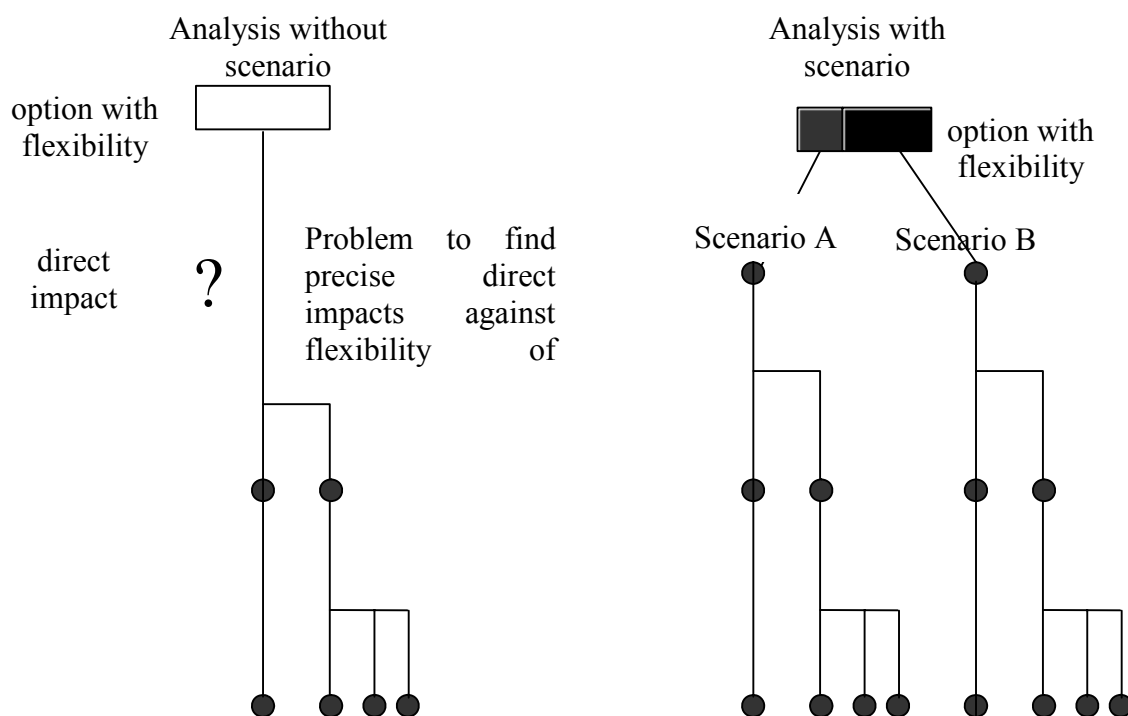 Analysis without
scenario
option with
flexibility
direct
impact
?
Problem to find
precise direct
impacts against
flexibility of
Analysis with
scenario
option with
flexibility
Scenario A
Scenario B